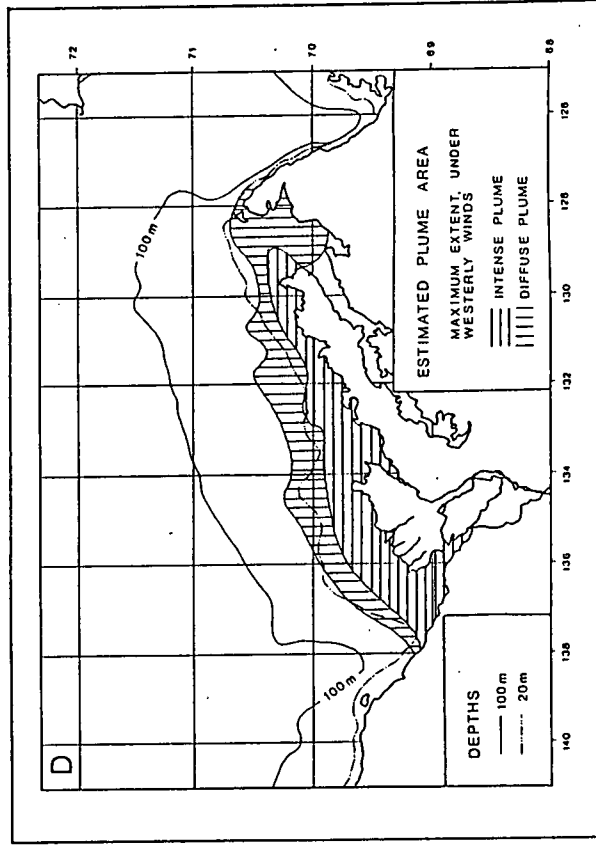 D
100m
100m
72
71
70
69
68
DEPTHS
100m
20m
ESTIMATED PLUME AREA
MAXIMUM EXTENT, UNDER
WESTERLY WINDS
INTENSE PLUME
DIFFUSE PLUME
140 138 136 134 132 130 128 126